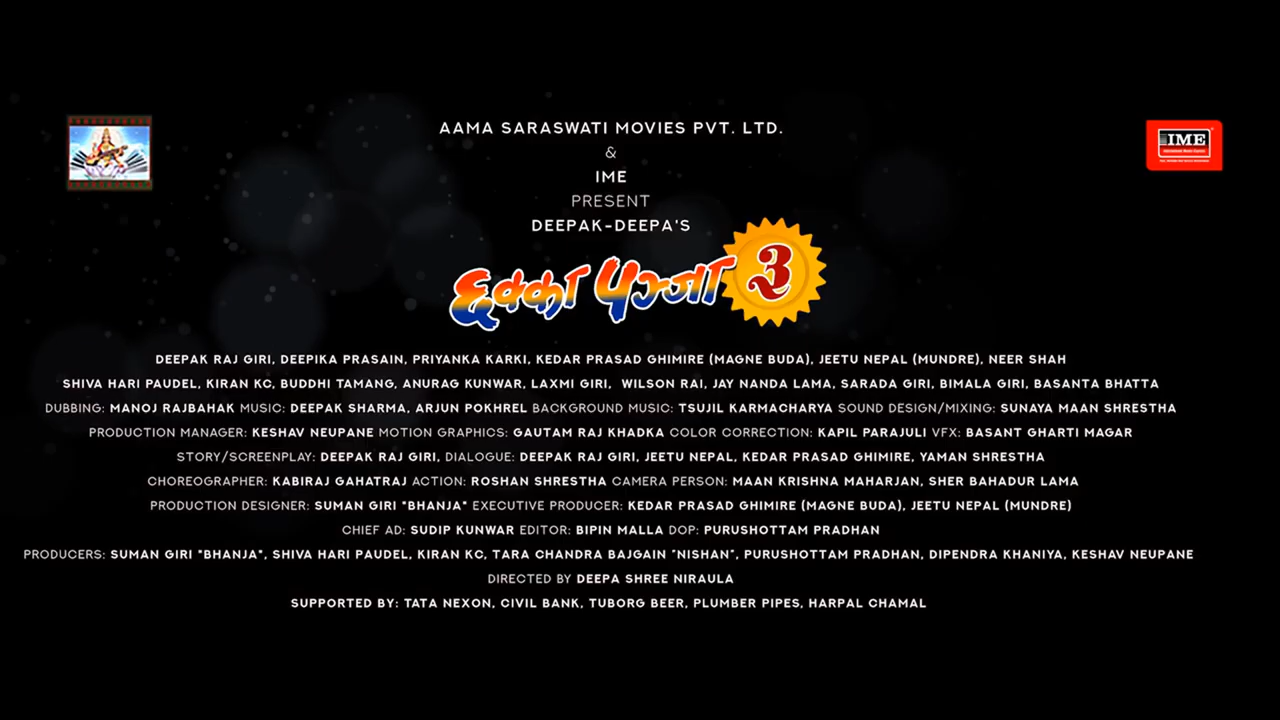 AAMA SARASWATI MOVIES PVT. LTD.
&
IME
PRESENT
DEEPAK-DEEPA'S
छक्का पञ्जा ३
IME
DEEPAK RAJ GIRI, DEEPIKA PRASAIN, PRIYANKA KARKI, KEDAR PRASAD GHIMIRE (MAGNE BUDA), JEETU NEPAL (MUNDRE), NEER SHAH
SHIVA HARI PAUDEL, KIRAN KC, BUDDHI TAMANG, ANURAG KUNWAR, LAXMI GIRI, WILSON RAI, JAY NANDA LAMA, SARADA GIRI, BIMALA GIRI, BASANTA BHATTA
DUBBING: MANOJ RAJBAHAK MUSIC: DEEPAK SHARMA, ARJUN POKHREL BACKGROUND MUSIC: TSUJIL KARMACHARYA SOUND DESIGN/MIXING: SUNAYA MAAN SHRESTHA
PRODUCTION MANAGER: KESHAV NEUPANE MOTION GRAPHICS: GAUTAM RAJ KHADKA COLOR CORRECTION: KAPIL PARAJULI VFX: BASANT GHARTI MAGAR
STORY/SCREENPLAY: DEEPAK RAJ GIRI, DIALOGUE: DEEPAK RAJ GIRI, JEETU NEPAL, KEDAR PRASAD GHIMIRE, YAMAN SHRESTHA
CHOREOGRAPHER: KABIRAJ GAHATRAJ ACTION: ROSHAN SHRESTHA CAMERA PERSON: MAAN KRISHNA MAHARJAN, SHER BAHADUR LAMA
PRODUCTION DESIGNER: SUMAN GIRI "BHANJA" EXECUTIVE PRODUCER: KEDAR PRASAD GHIMIRE (MAGNE BUDA), JEETU NEPAL (MUNDRE)
CHIEF AD: SUDIP KUNWAR EDITOR: BIPIN MALLA DOP: PURUSHOTTAM PRADHAN
PRODUCERS: SUMAN GIRI "BHANJA", SHIVA HARI PAUDEL, KIRAN KC, TARA CHANDRA BAJGAIN "NISHAN", PURUSHOTTAM PRADHAN, DIPENDRA KHANIYA, KESHAV NEUPANE
DIRECTED BY DEEPA SHREE NIRAULA
SUPPORTED BY: TATA NEXON, CIVIL BANK, TUBORG BEER, PLUMBER PIPES, HARPAL CHAMAL